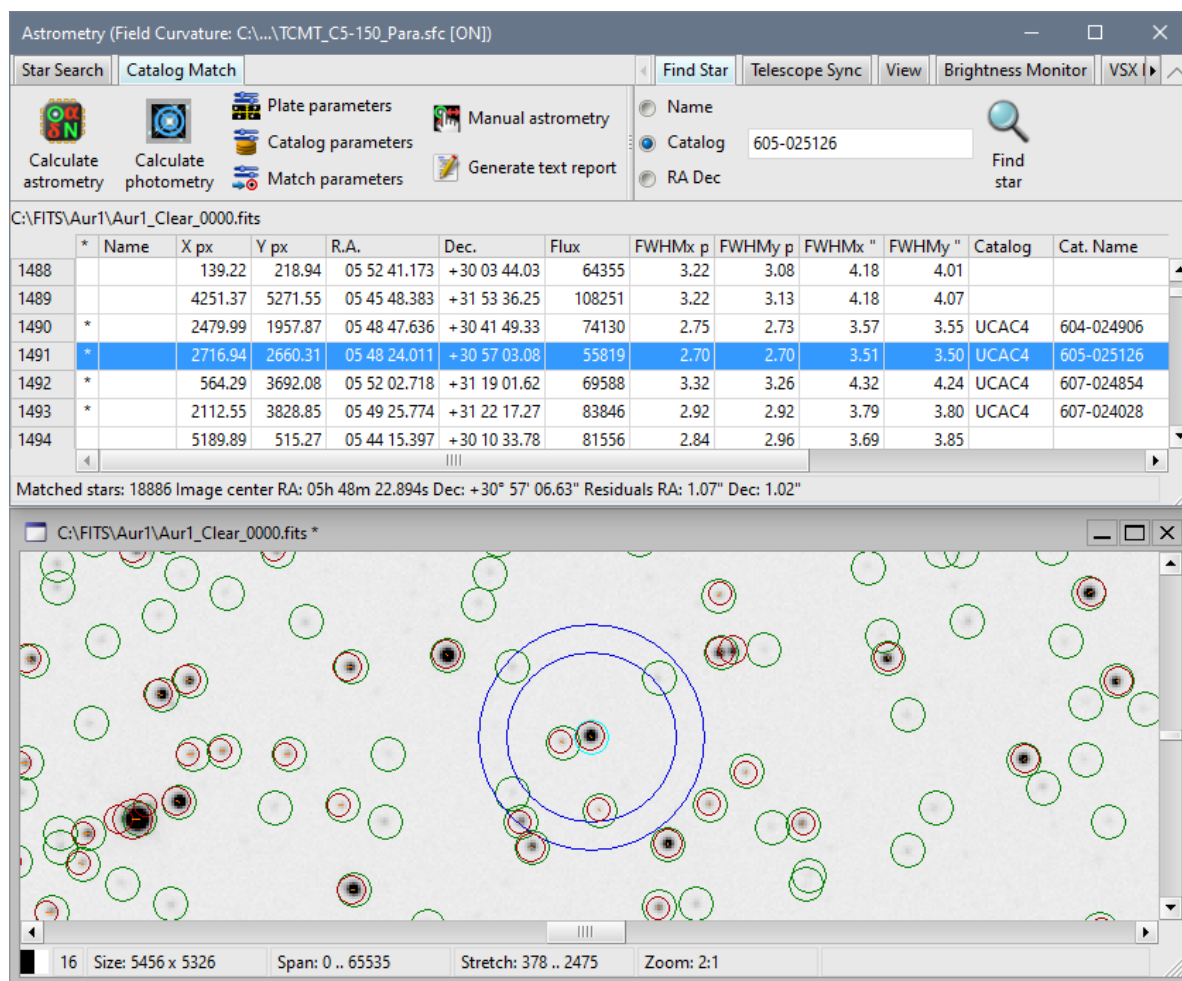 Astrometry (Field Curvature: C:\...\TCMT_C5-150_Para.sfc [ON])
Star Search Catalog Match Find Star Telescope Sync View Brightness Monitor VSX
Calculate astrometry
Calculate photometry
Plate parameters
Catalog parameters
Match parameters
Manual astrometry
Generate text report
Name
Catalog 605-025126
RA Dec
Find star
C:\FITS\Aur1\Aur1_Clear_0000.fits
* Name X px Y px R.A. Dec. Flux FWHMx p FWHMy p FWHMx " FWHMy " Catalog Cat. Name
1488 139.22 218.94 05 52 41.173 +30 03 44.03 64355 3.22 3.08 4.18 4.01
1489 4251.37 5271.55 05 45 48.383 +31 53 36.25 108251 3.22 3.13 4.18 4.07
1490 * 2479.99 1957.87 05 48 47.636 +30 41 49.33 74130 2.75 2.73 3.57 3.55 UCAC4 604-024906
1491 * 2716.94 2660.31 05 48 24.011 +30 57 03.08 55819 2.70 2.70 3.51 3.50 UCAC4 605-025126
1492 * 564.29 3692.08 05 52 02.718 +31 19 01.62 69588 3.32 3.26 4.32 4.24 UCAC4 607-024854
1493 * 2112.55 3828.85 05 49 25.774 +31 22 17.27 83846 2.92 2.92 3.79 3.80 UCAC4 607-024028
1494 5189.89 515.27 05 44 15.397 +30 10 33.78 81556 2.84 2.96 3.69 3.85
Matched stars: 18886 Image center RA: 05h 48m 22.894s Dec: +30° 57' 06.63" Residuals RA: 1.07" Dec: 1.02"
C:\FITS\Aur1\Aur1_Clear_0000.fits *
16 Size: 5456 x 5326 Span: 0 .. 65535 Stretch: 378 .. 2475 Zoom: 2:1